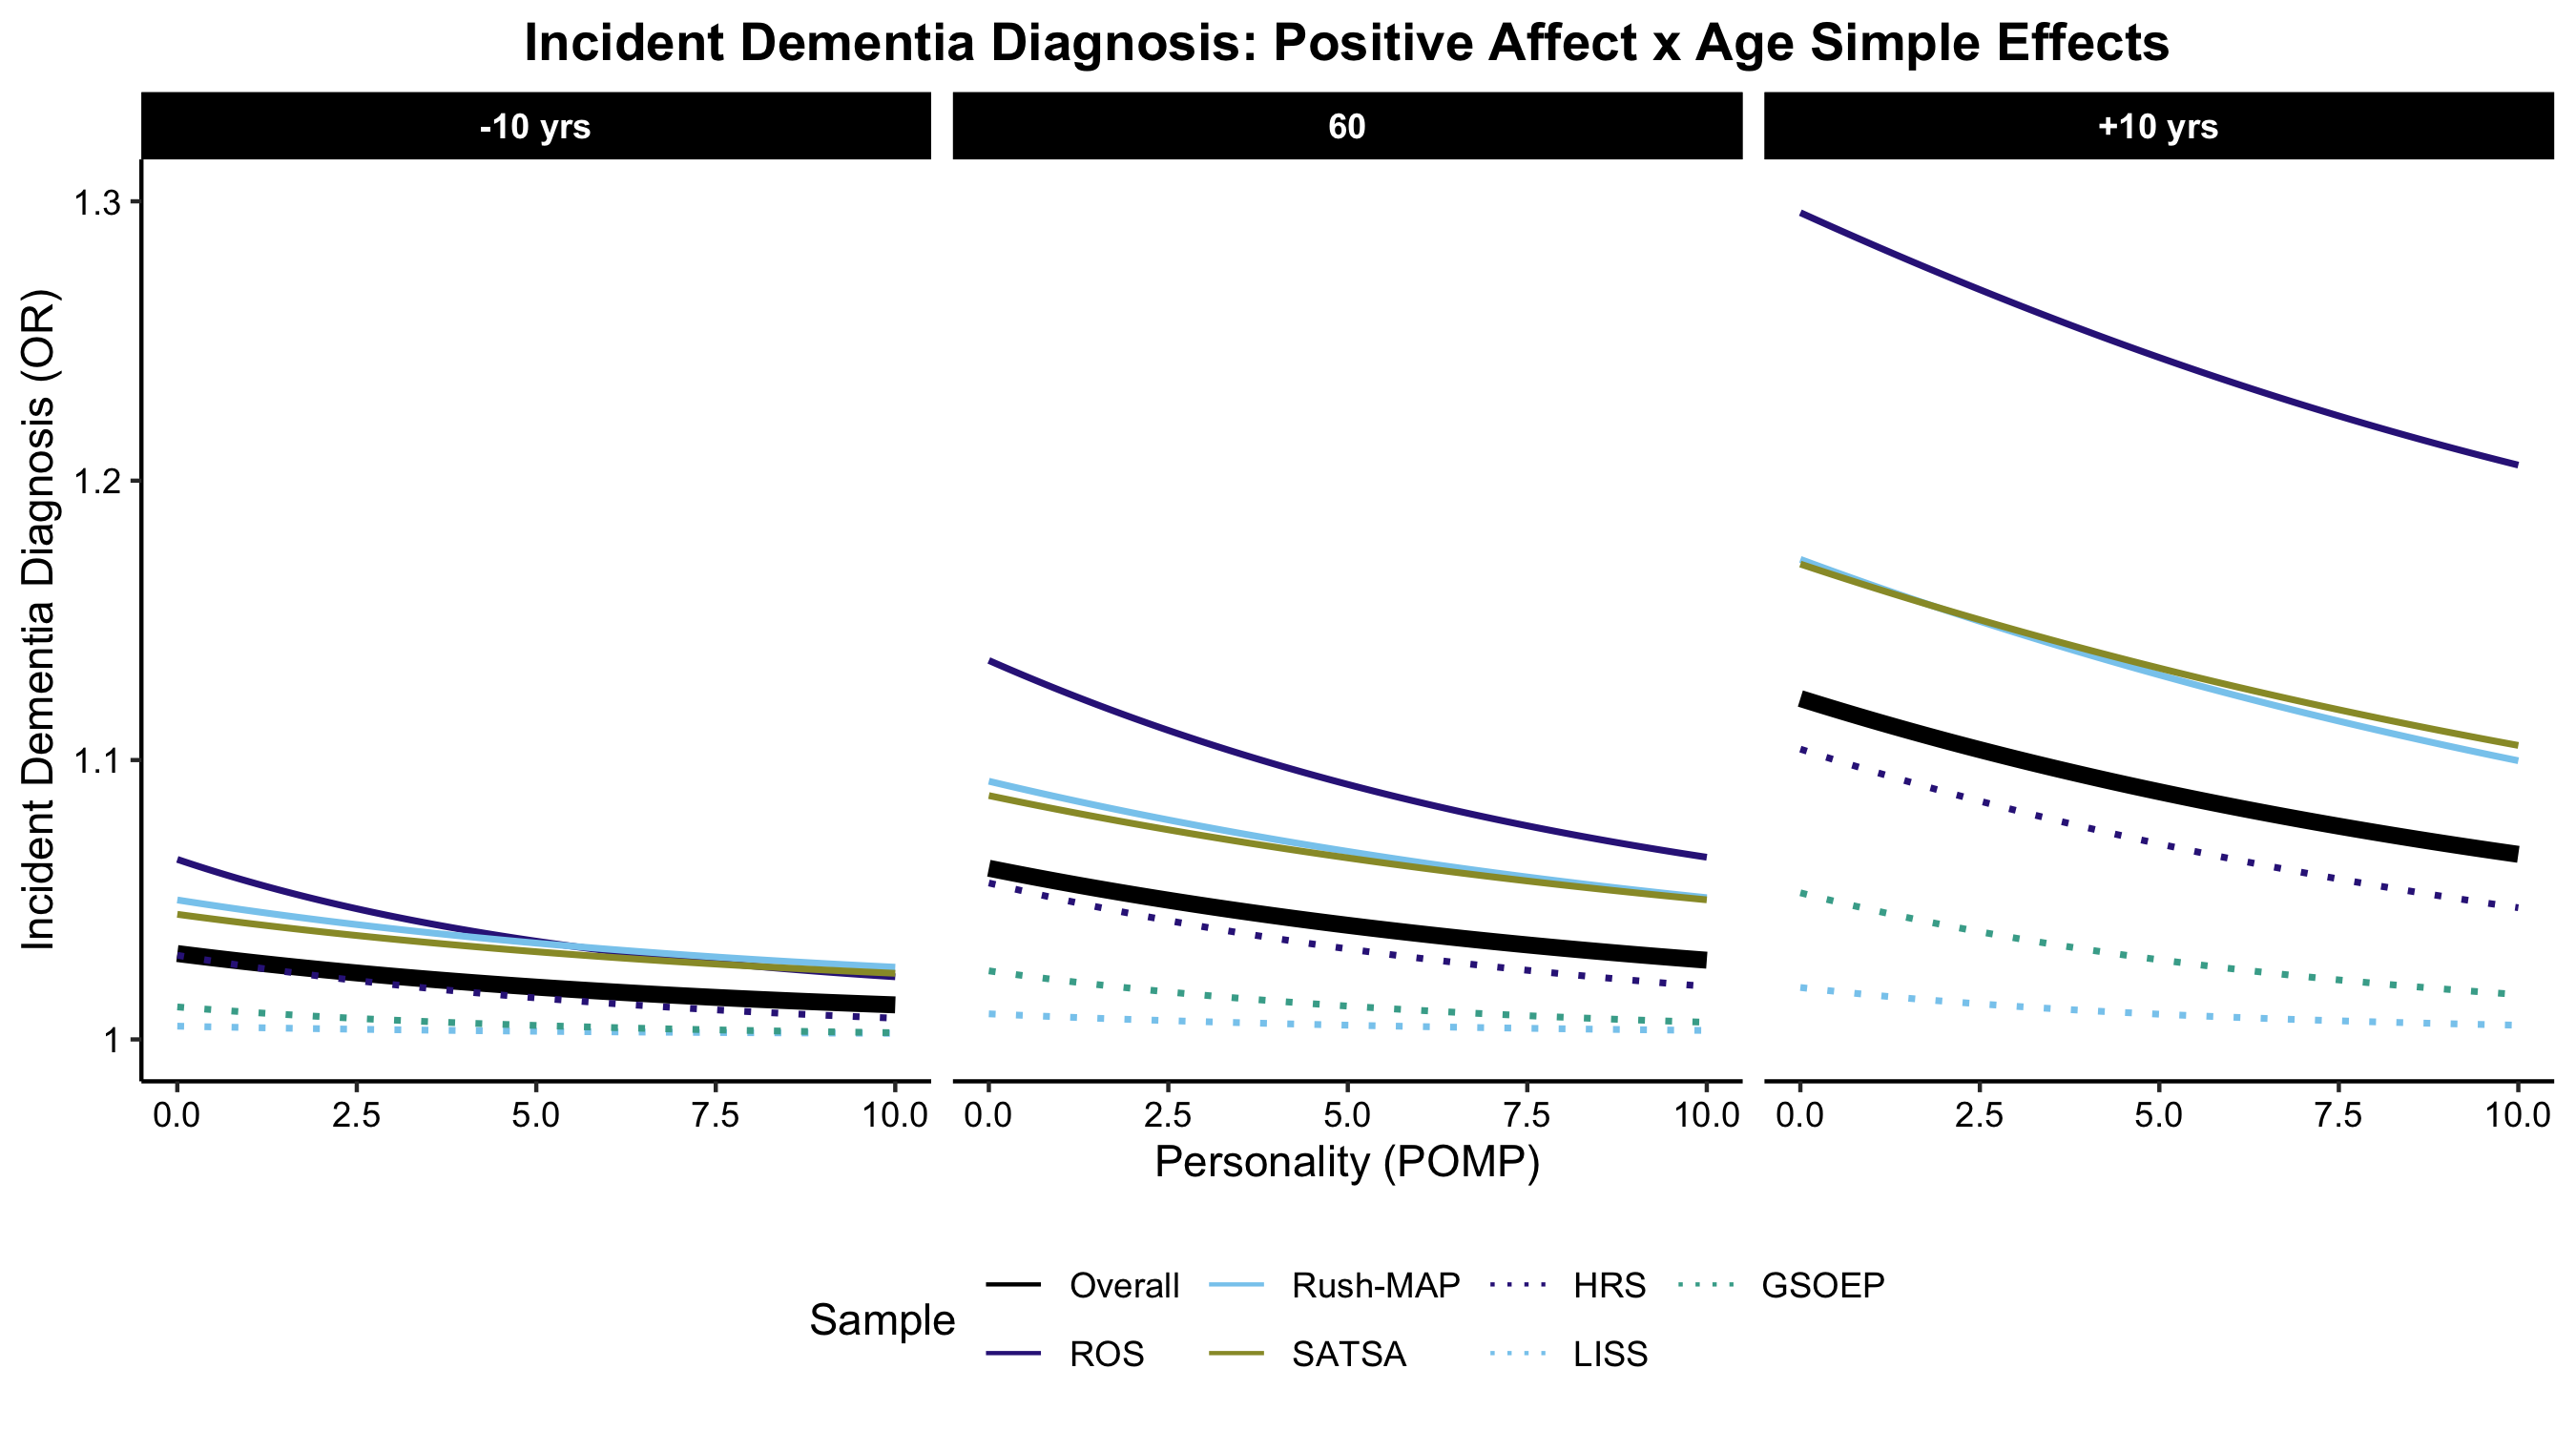 Incident Dementia Diagnosis: Positive Affect x Age Simple Effects
-10 yrs
60
+10 yrs
Incident Dementia Diagnosis (OR)
1.3
1.2
1.1
1
0.0 2.5 5.0 7.5 10.0
0.0 2.5 5.0 7.5 10.0
0.0 2.5 5.0 7.5 10.0
Personality (POMP)
Sample
Overall Rush-MAP HRS GSOEP
ROS SATSA LISS